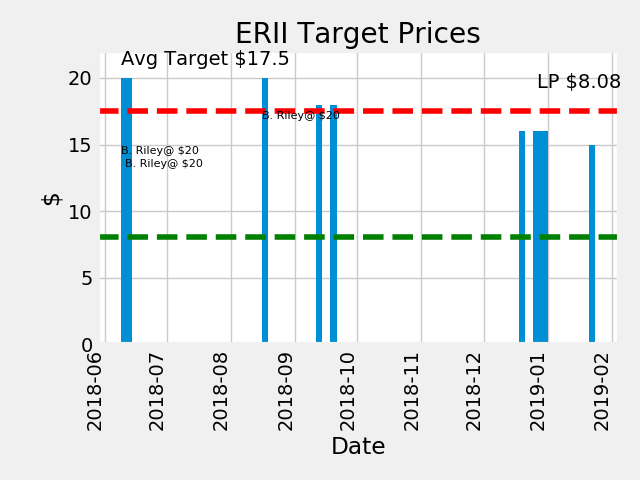 ERII Target Prices
Avg Target $17.5
LP $8.08
B. Riley@ $20
B. Riley@ $20
B. Riley@ $20
$
20
15
10
5
0
2018-06
2018-07
2018-08
2018-09
2018-10
2018-11
2018-12
2019-01
2019-02
Date